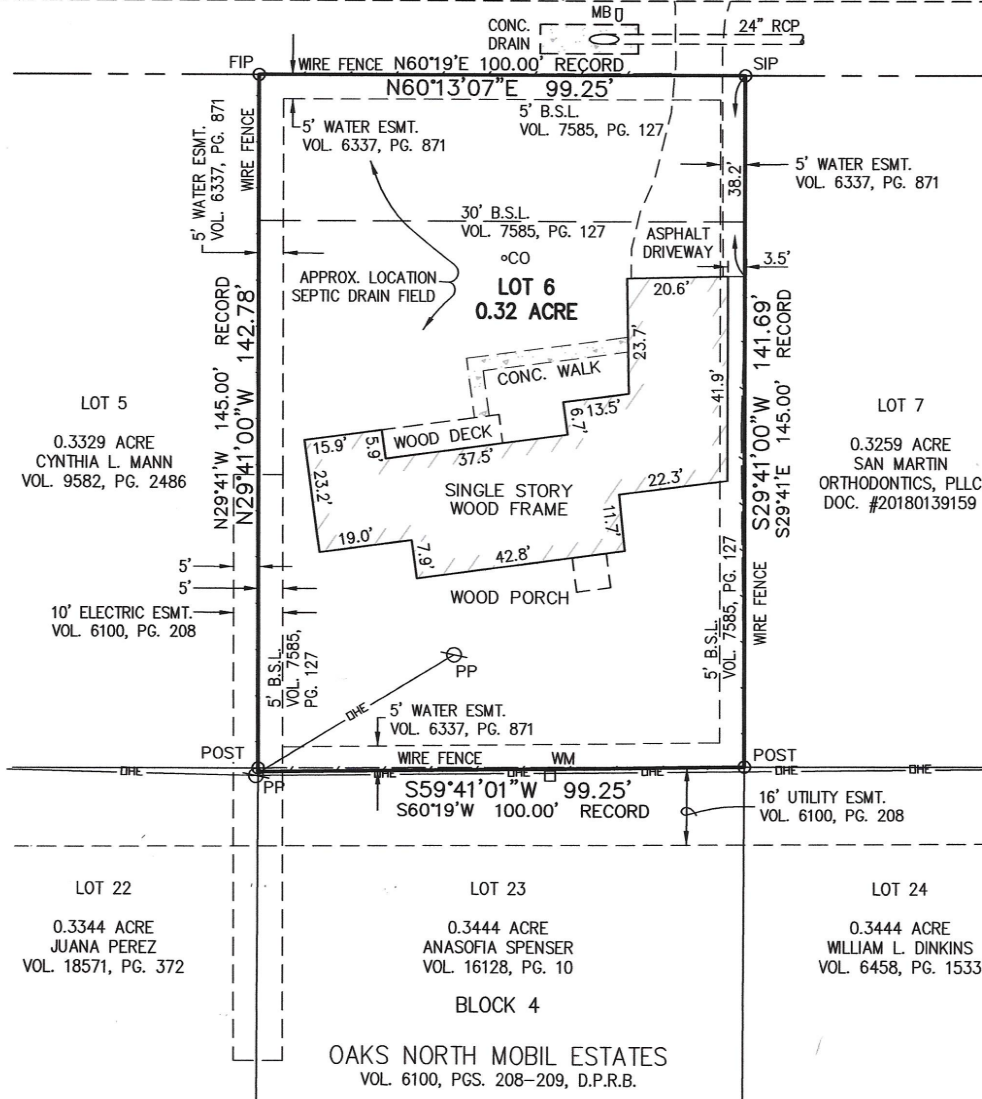 MB
CONC.
DRAIN
24" RCP
FIP
WIRE FENCE N60°19'E 100.00' RECORD
SIP
N60°13'07"E 99.25'
5' WATER ESMT.
VOL. 6337, PG. 871
WIRE FENCE
5' WATER ESMT.
VOL. 6337, PG. 871
5' B.S.L.
VOL. 7585, PG. 127
38.2'
5' WATER ESMT.
VOL. 6337, PG. 871
30' B.S.L.
VOL. 7585, PG. 127
ASPHALT
DRIVEWAY
3.5'
CO
APPROX. LOCATION
SEPTIC DRAIN FIELD
LOT 6
0.32 ACRE
20.6'
23.7'
41.9'
N29°41'W 145.00' RECORD
N29°41'00"W 142.78'
S29°41'00"W 141.69'
S29°41'E 145.00' RECORD
CONC. WALK
13.5'
6.7'
LOT 5
0.3329 ACRE
CYNTHIA L. MANN
VOL. 9582, PG. 2486
LOT 7
0.3259 ACRE
SAN MARTIN
ORTHODONTICS, PLLC
DOC. #20180139159
15.9'
5.9'
WOOD DECK
37.5'
23.2'
SINGLE STORY
WOOD FRAME
22.3'
11.7'
19.0'
7.9'
42.8'
WOOD PORCH
5'
5'
10' ELECTRIC ESMT.
VOL. 6100, PG. 208
5' B.S.L.
VOL. 7585,
PG. 127
5' B.S.L.
VOL. 7585, PG. 127
WIRE FENCE
PP
OHE
5' WATER ESMT.
VOL. 6337, PG. 871
POST
WIRE FENCE
WM
POST
OHE
OHE
OHE
OHE
OHE
OHE
PP
S59°41'01"W 99.25'
S60°19'W 100.00' RECORD
16' UTILITY ESMT.
VOL. 6100, PG. 208
LOT 22
0.3344 ACRE
JUANA PEREZ
VOL. 18571, PG. 372
LOT 23
0.3444 ACRE
ANASOFIA SPENSER
VOL. 16128, PG. 10
LOT 24
0.3444 ACRE
WILLIAM L. DINKINS
VOL. 6458, PG. 1533
BLOCK 4
OAKS NORTH MOBIL ESTATES
VOL. 6100, PGS. 208-209, D.P.R.B.